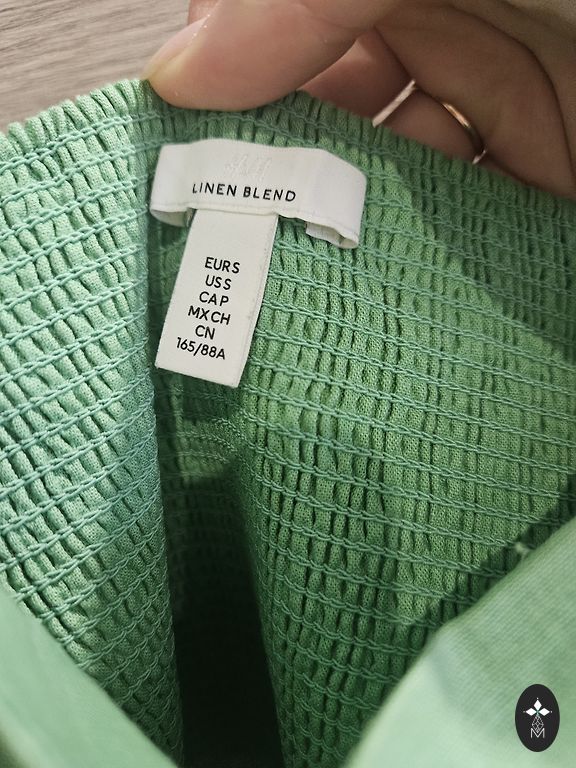 H&M
LINEN BLEND
EUR S
US S
CA P
MX CH
CN
165/88A
M